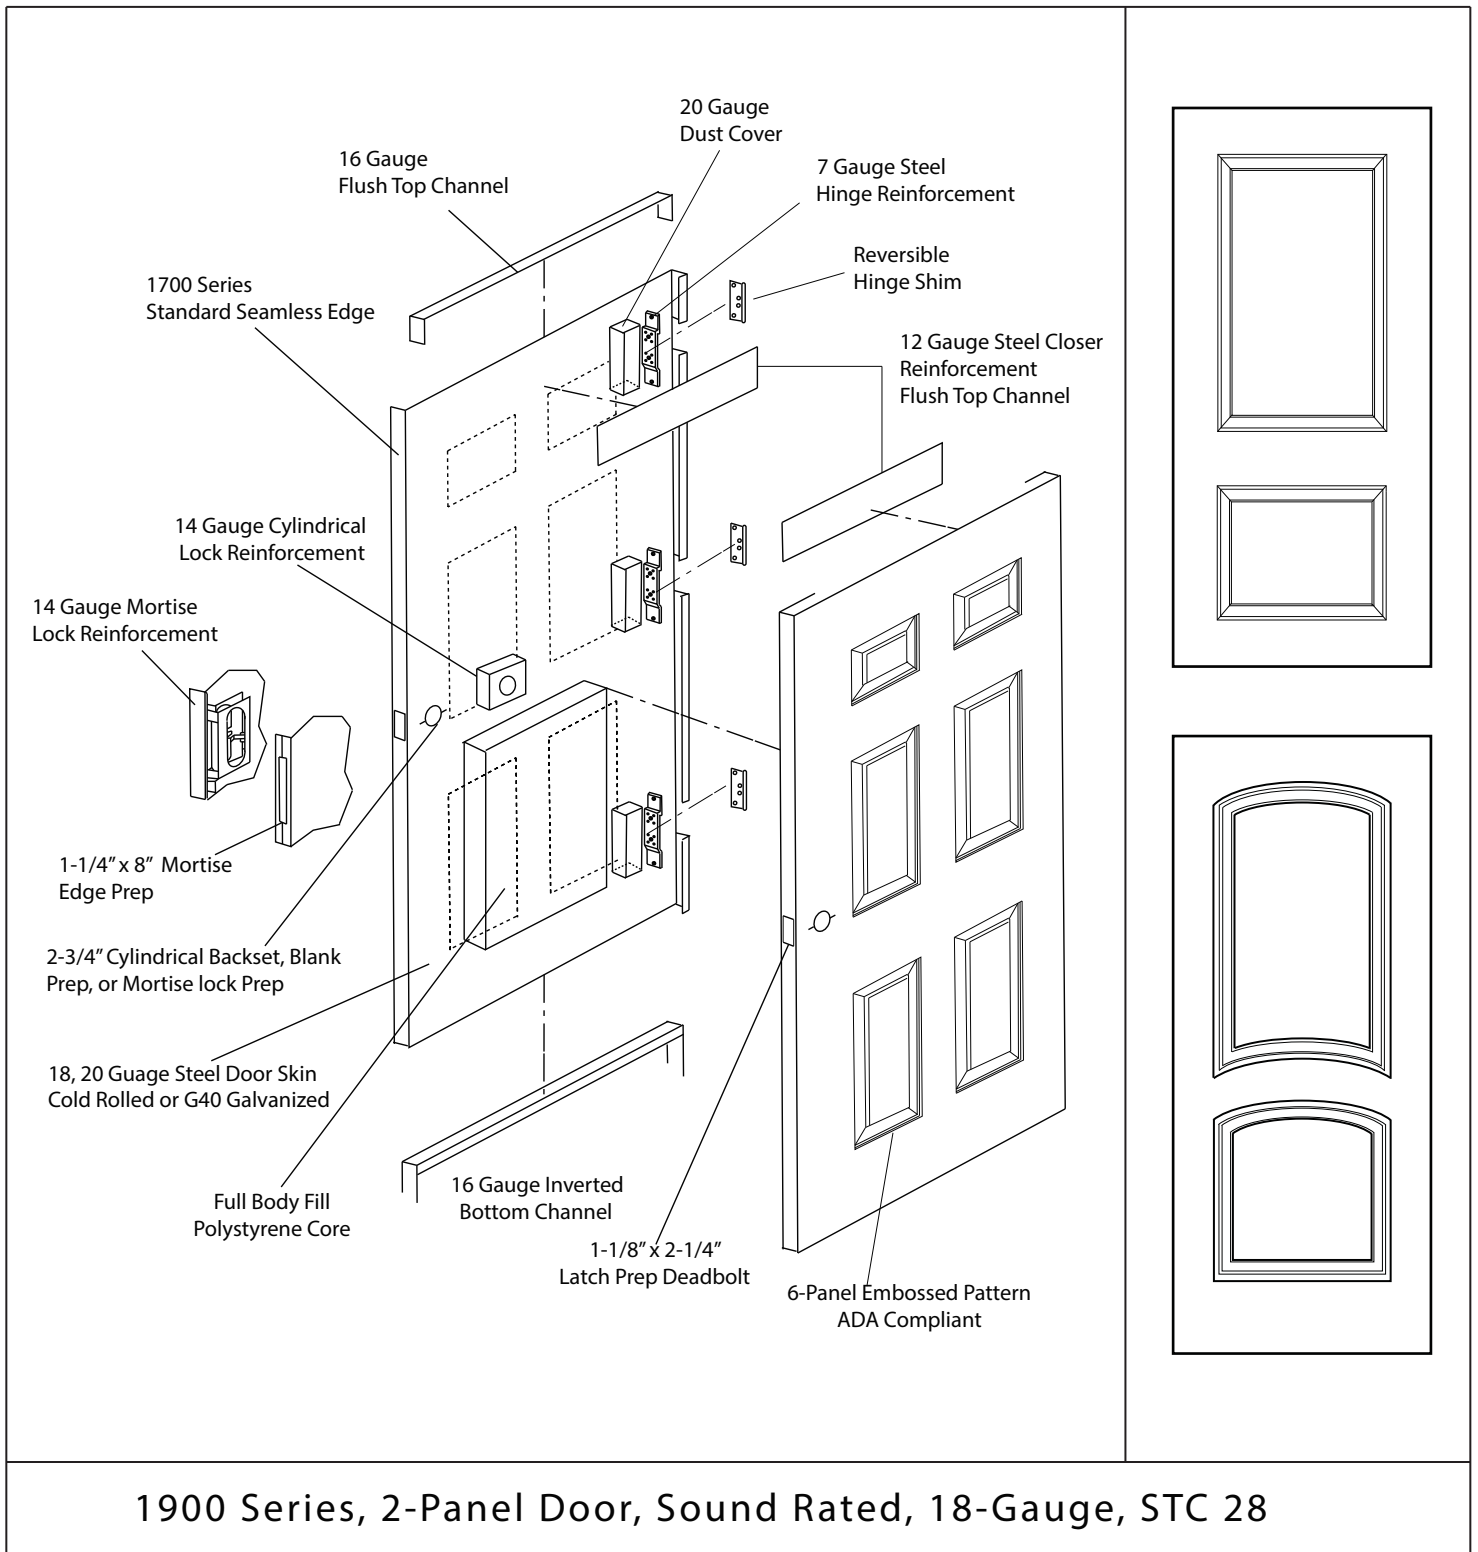 20 Gauge
Dust Cover
16 Gauge
Flush Top Channel
7 Gauge Steel
Hinge Reinforcement
Reversible
Hinge Shim
1700 Series
Standard Seamless Edge
12 Gauge Steel Closer
Reinforcement
Flush Top Channel
14 Gauge Cylindrical
Lock Reinforcement
14 Gauge Mortise
Lock Reinforcement
1-1/4” x 8” Mortise
Edge Prep
2-3/4” Cylindrical Backset, Blank
Prep, or Mortise lock Prep
18, 20 Guage Steel Door Skin
Cold Rolled or G40 Galvanized
Full Body Fill
Polystyrene Core
16 Gauge Inverted
Bottom Channel
1-1/8” x 2-1/4”
Latch Prep Deadbolt
6-Panel Embossed Pattern
ADA Compliant
1900 Series, 2-Panel Door, Sound Rated, 18-Gauge, STC 28